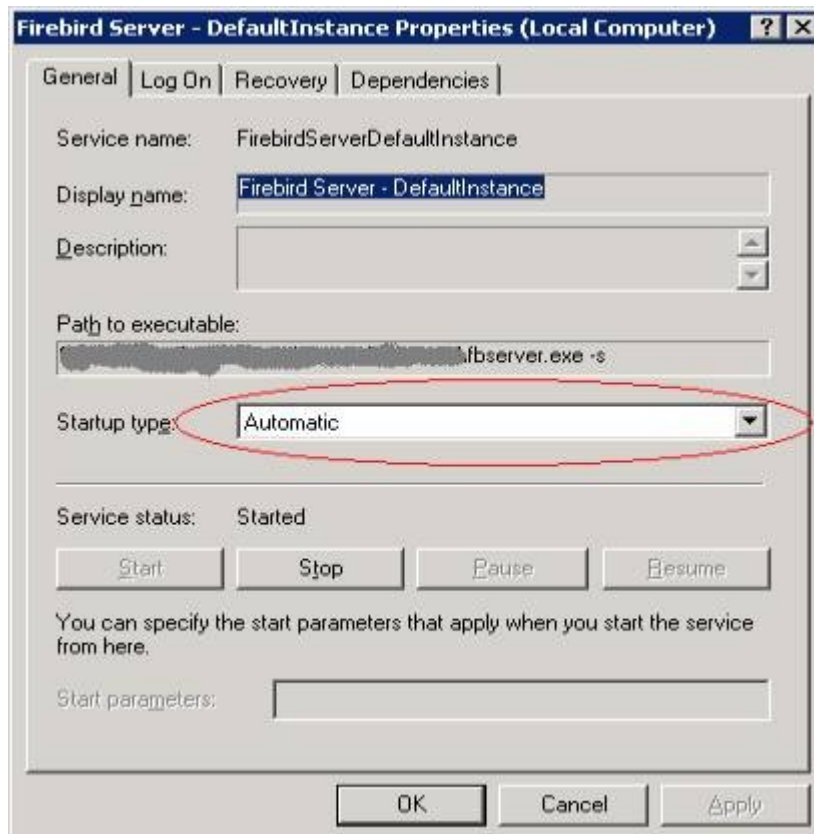 Firebird Server - DefaultInstance Properties (Local Computer)
General Log On Recovery Dependencies
Service name: FirebirdServerDefaultInstance
Display name: Firebird Server - DefaultInstance
Description:
Path to executable:
\fbserver.exe -s
Startup type: Automatic
Service status: Started
Start Stop Pause Resume
You can specify the start parameters that apply when you start the service
from here.
Start parameters:
OK Cancel Apply